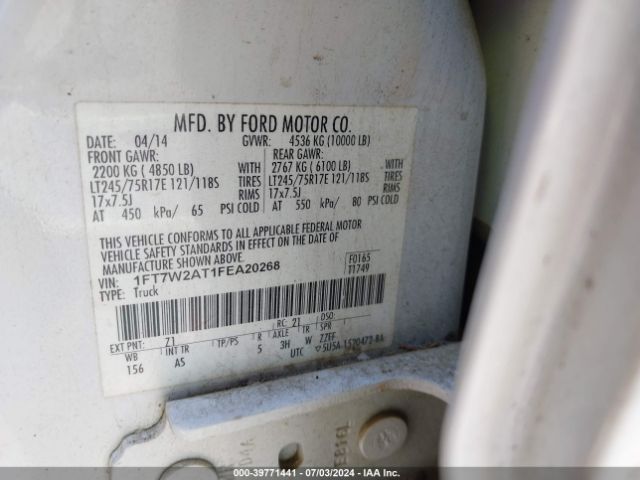 MFD. BY FORD MOTOR CO.
DATE: 04/14 GVWR: 4536 KG (10000 LB)
FRONT GAWR: REAR GAWR:
2200 KG ( 4850 LB) WITH 2767 KG ( 6100 LB) WITH
LT245/75R17E 121/118S TIRES LT245/75R17E 121/118S TIRES
17x7.5J RIMS 17x7.5J RIMS
AT 450 kPa/ 65 PSI COLD AT 550 kPa/ 80 PSI COLD
THIS VEHICLE CONFORMS TO ALL APPLICABLE FEDERAL MOTOR
VEHICLE SAFETY STANDARDS IN EFFECT ON THE DATE OF
MANUFACTURE SHOWN ABOVE.
VIN: 1FT7W2AT1FEA20268
TYPE: Truck
F0165
T1749
EXT PNT: Z1 RC: 21 DSO:
WB INT TR TP/PS R AXLE TR SPR
156 AS 5 3H W ZZFF
UTC
DOCUMENT: (00-39771441) / 07/03/2024 - IAA Inc.